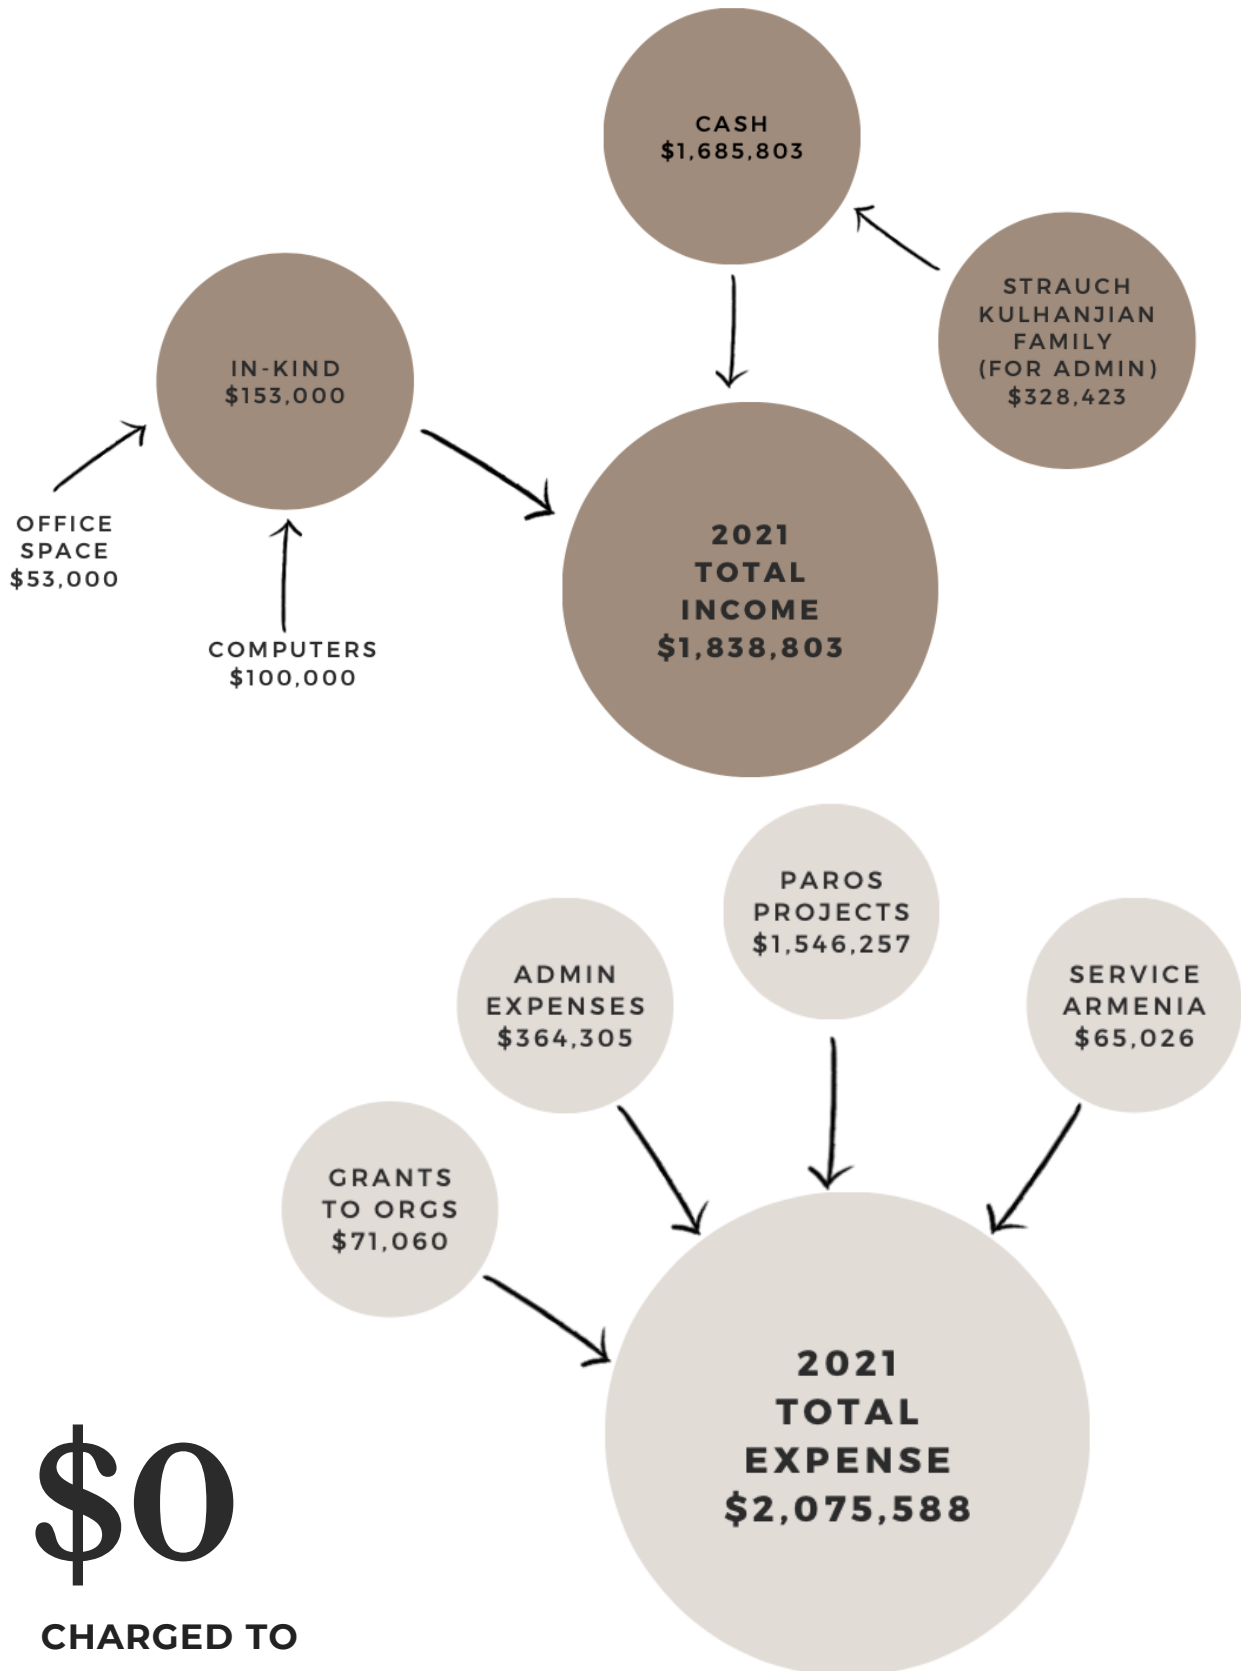 CASH
$1,685,803
STRAUCH
KULHANJIAN
FAMILY
(FOR ADMIN)
$328,423
IN-KIND
$153,000
OFFICE
SPACE
$53,000
COMPUTERS
$100,000
2021
TOTAL
INCOME
$1,838,803
PAROS
PROJECTS
$1,546,257
ADMIN
EXPENSES
$364,305
SERVICE
ARMENIA
$65,026
GRANTS
TO ORGS
$71,060
2021
TOTAL
EXPENSE
$2,075,588
$0
CHARGED TO